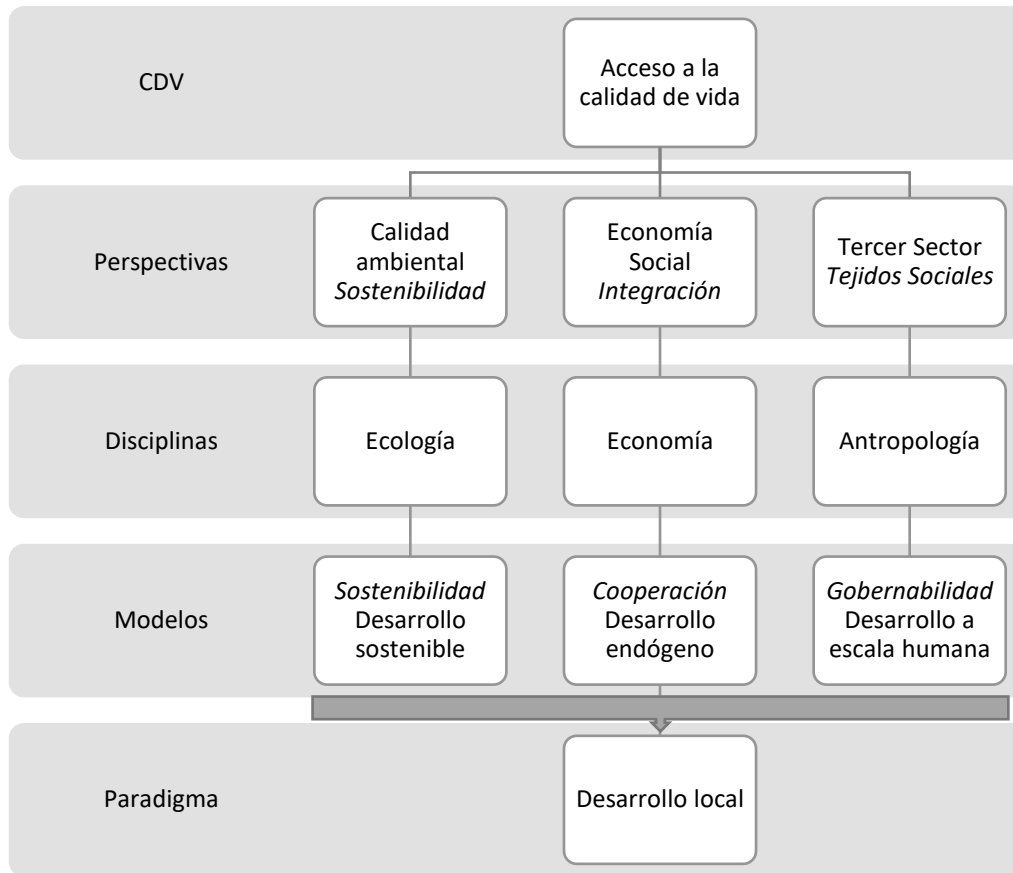 CDV
Acceso a la
calidad de vida
Perspectivas
Calidad
ambiental
Sostenibilidad
Economía
Social
Integración
Tercer Sector
Tejidos Sociales
Disciplinas
Ecología
Economía
Antropología
Modelos
Sostenibilidad
Desarrollo
sostenible
Cooperación
Desarrollo
endógeno
Gobernabilidad
Desarrollo a
escala humana
Paradigma
Desarrollo local